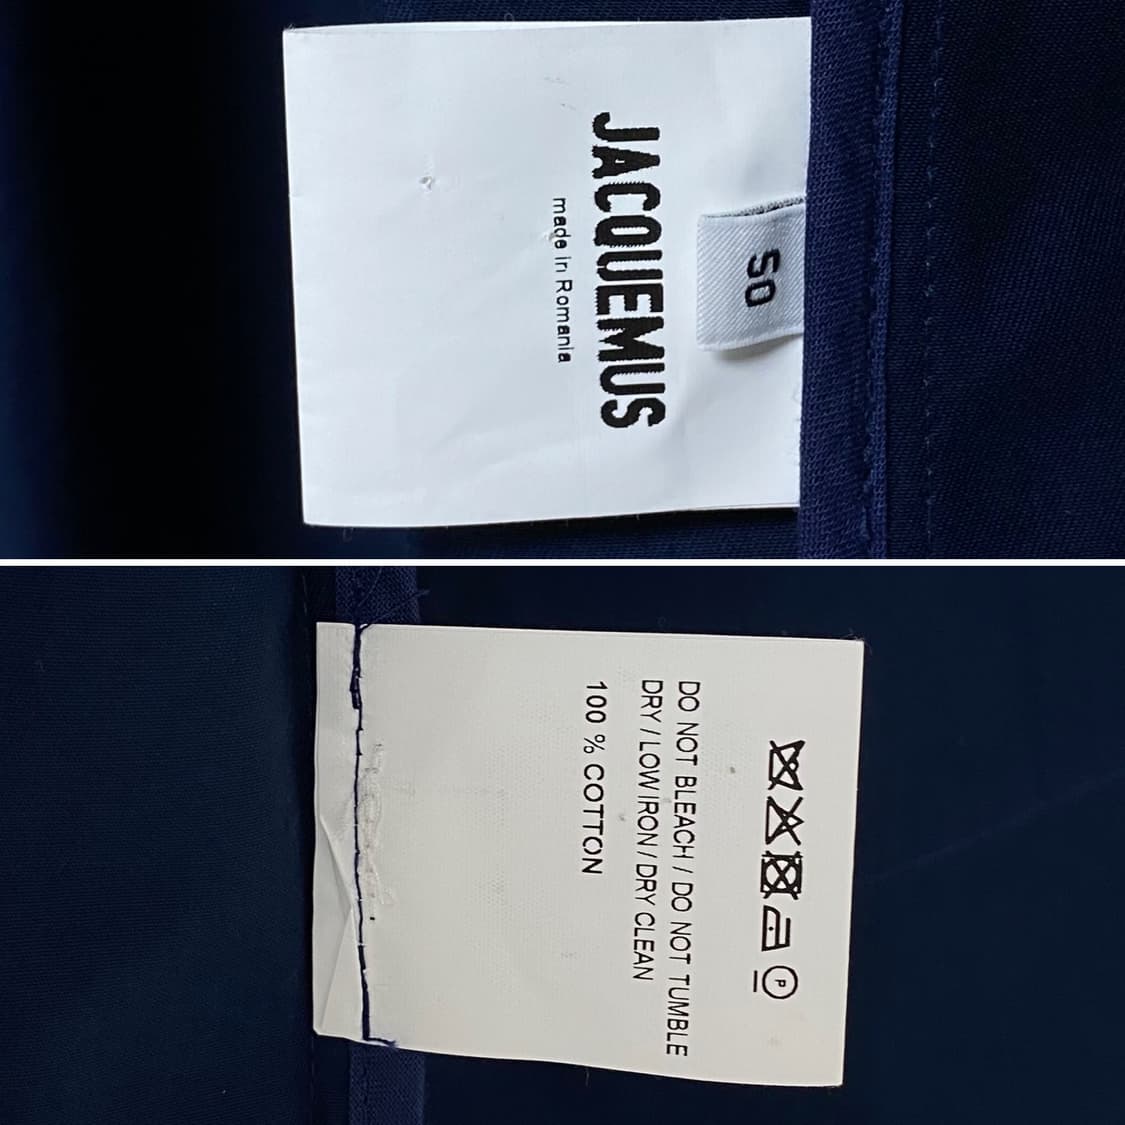 50
JACQUEMUS
made in Romania
P
DO NOT BLEACH / DO NOT TUMBLE
DRY / LOW IRON / DRY CLEAN
100 % COTTON